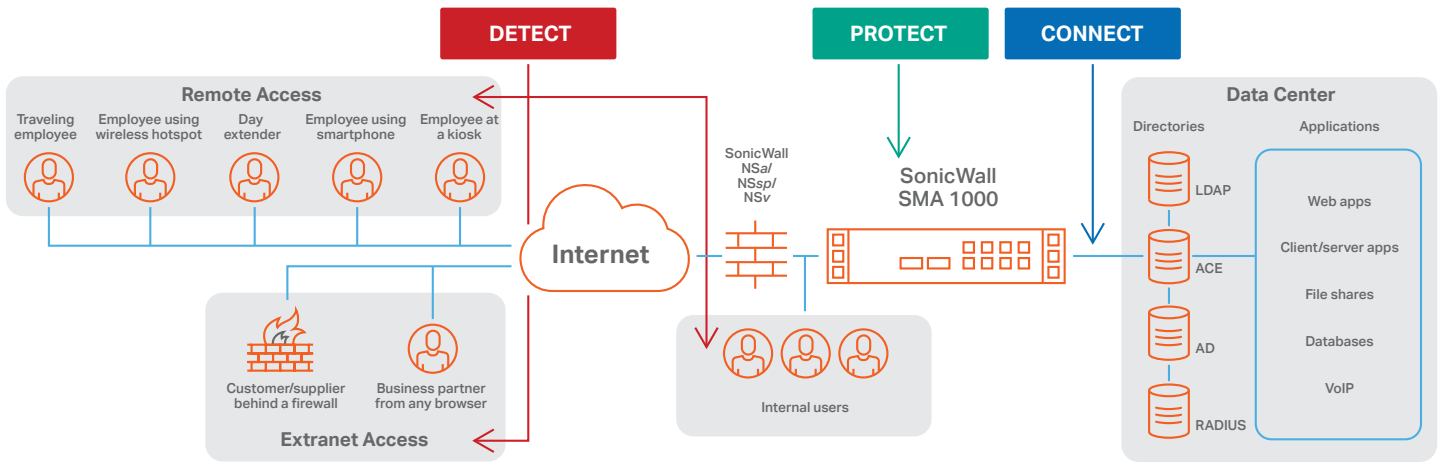 DETECT
PROTECT
CONNECT
Remote Access
Traveling
employee
Employee using
wireless hotspot
Day
extender
Employee using
smartphone
Employee at
a kiosk
Internet
Customer/supplier
behind a firewall
Business partner
from any browser
Extranet Access
SonicWall
NSa/
NSsp/
NSv
Internal users
SonicWall
SMA 1000
Data Center
Directories
Applications
LDAP
ACE
AD
RADIUS
Web apps
Client/server apps
File shares
Databases
VoIP